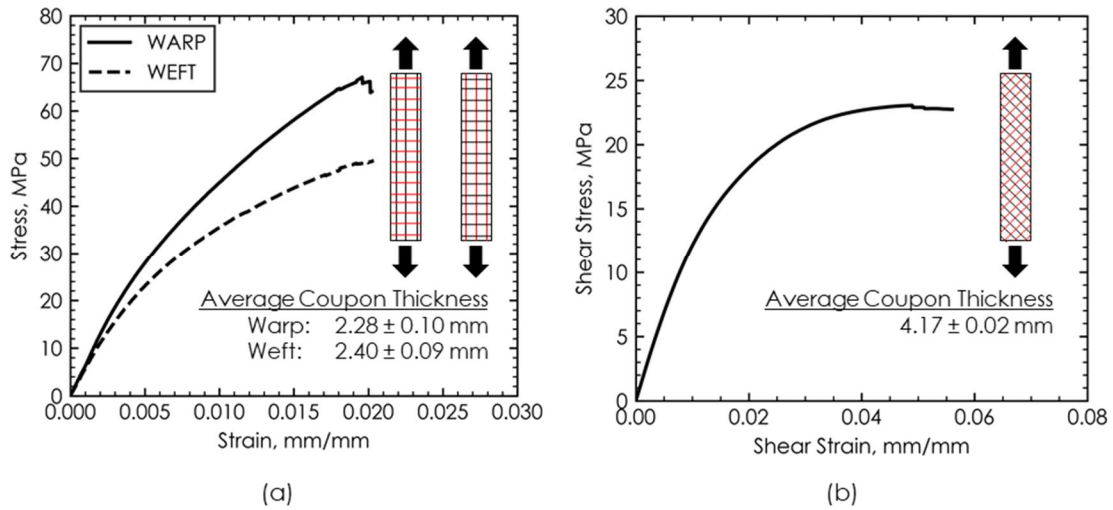 80
70
60
50
40
30
20
10
0
Stress, MPa
WARP
WEFT
Average Coupon Thickness
Warp: 2.28 ± 0.10 mm
Weft: 2.40 ± 0.09 mm
0.000 0.005 0.010 0.015 0.020 0.025 0.030
Strain, mm/mm
(a)
30
25
20
15
10
5
0
Shear Stress, MPa
Average Coupon Thickness
4.17 ± 0.02 mm
0.00 0.02 0.04 0.06 0.08
Shear Strain, mm/mm
(b)